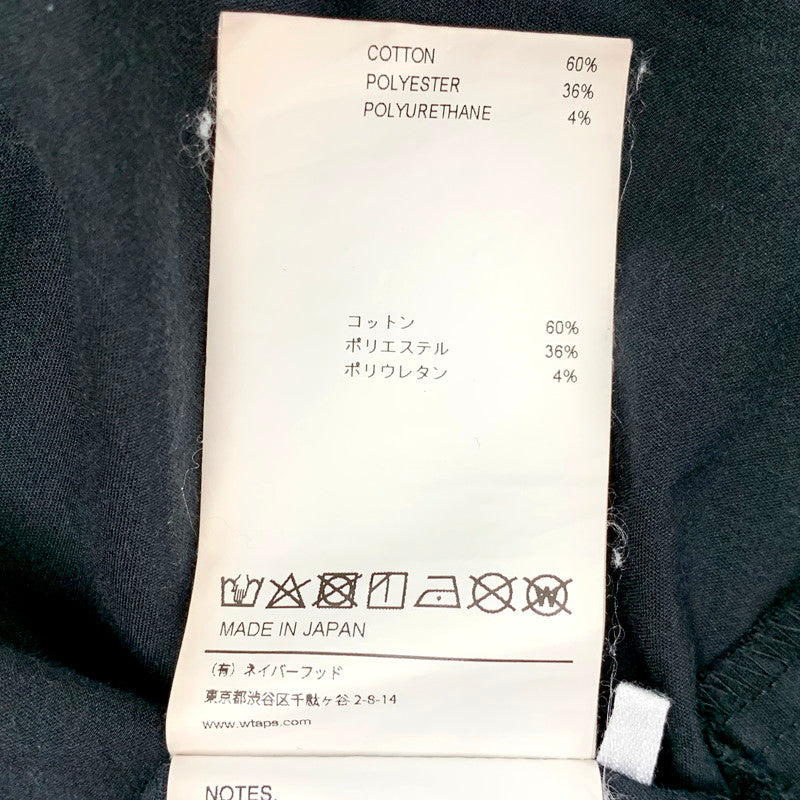 COTTON 60%
POLYESTER 36%
POLYURETHANE 4%
コットン 60%
ポリエステル 36%
ポリウレタン 4%
W
MADE IN JAPAN
(有) ネイバーフッド
東京都渋谷区千駄ヶ谷 2-8-14
www.wtaps.com
NOTES.